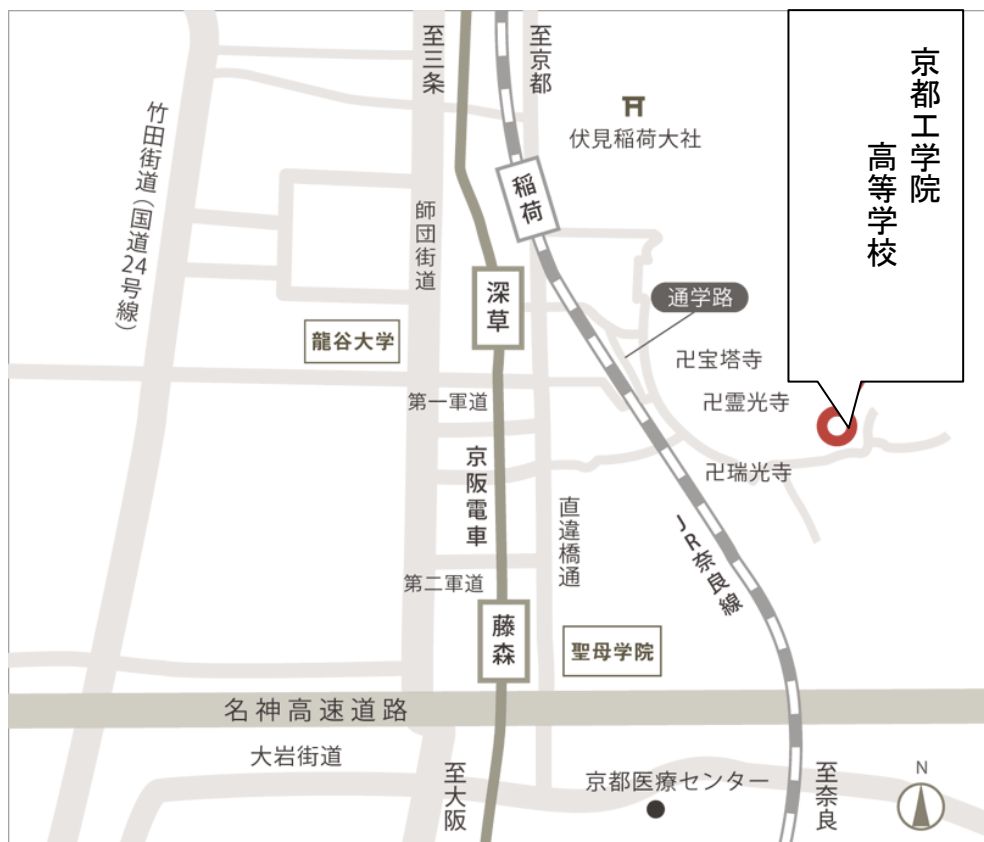 至三条
至京都
伏見稲荷大社
京都工学院
高等学校
竹田街道(国道24号線)
師団街道
稲荷
深草
通学路
龍谷大学
卍宝塔寺
第一軍道
卍霊光寺
京阪電車
卍瑞光寺
直違橋通
JR奈良線
第二軍道
藤森
聖母学院
名神高速道路
大岩街道
至大阪
京都医療センター
至奈良
N